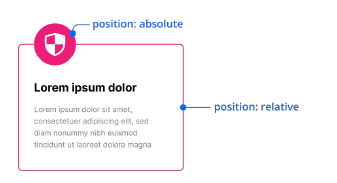 position: absolute
Lorem ipsum dolor
Lorem ipsum dolor sit amet,
consectetuer adipiscing elit, sed
diam nonummy nibh euismod
tincidunt ut laoreet dolore magna
position: relative